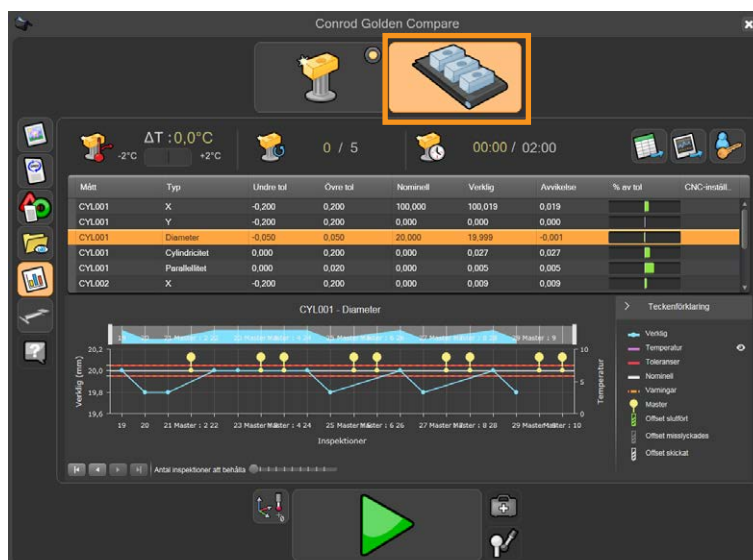 Conrod Golden Compare
ΔT : 0,0°C
-2°C +2°C
0 / 5
00:00 / 02:00
Mått Typ Undre tol Övre tol Nominell Verklig Avvikelse % av tol CNC-inställ..
CYL001 X -0,200 0,200 100,000 100,019 0,019
CYL001 Y -0,200 0,200 0,000 0,000 0,000
CYL001 Diameter -0,050 0,050 20,000 19,999 -0,001
CYL001 Cylindricitet 0,000 0,200 0,000 0,027 0,027
CYL001 Parallellitet 0,000 0,020 0,000 0,005 0,005
CYL002 X -0,200 0,200 0,000 0,009 0,009
CYL001 - Diameter
Teckenförklaring
Verklig
Temperatur
Toleranser
Nominell
Varningar
Master
Offset slutfört
Offset misslyckades
Offset skickat
Verklig (mm)
20,2
20,0
19,8
19,6
10
5
0
Temperatur
19 20 21 Master : 2 22 23 Master : 4 24 25 Master : 6 26 27 Master : 8 28 29 Master : 10
Inspektioner
Antal inspektioner att behålla